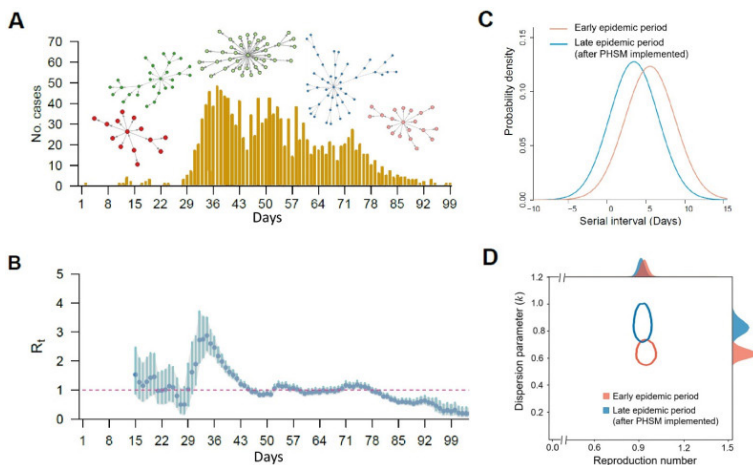 A
No. cases
70
60
50
40
30
20
10
0
1 8 15 22 29 36 43 50 57 64 71 78 85 92 99
Days
B
Rt
5
4
3
2
1
0
1 8 15 22 29 36 43 50 57 64 71 78 85 92 99
Days
C
Early epidemic period
Late epidemic period
(after PHSM implemented)
Probability density
0.15
0.10
0.05
0.00
-10 -5 0 5 10 15
Serial interval (Days)
D
Dispersion parameter (k)
1.2
1.0
0.8
0.6
0.4
0.2
Early epidemic period
Late epidemic period
(after PHSM implemented)
0.0 0.6 0.9 1.2 1.5
Reproduction number